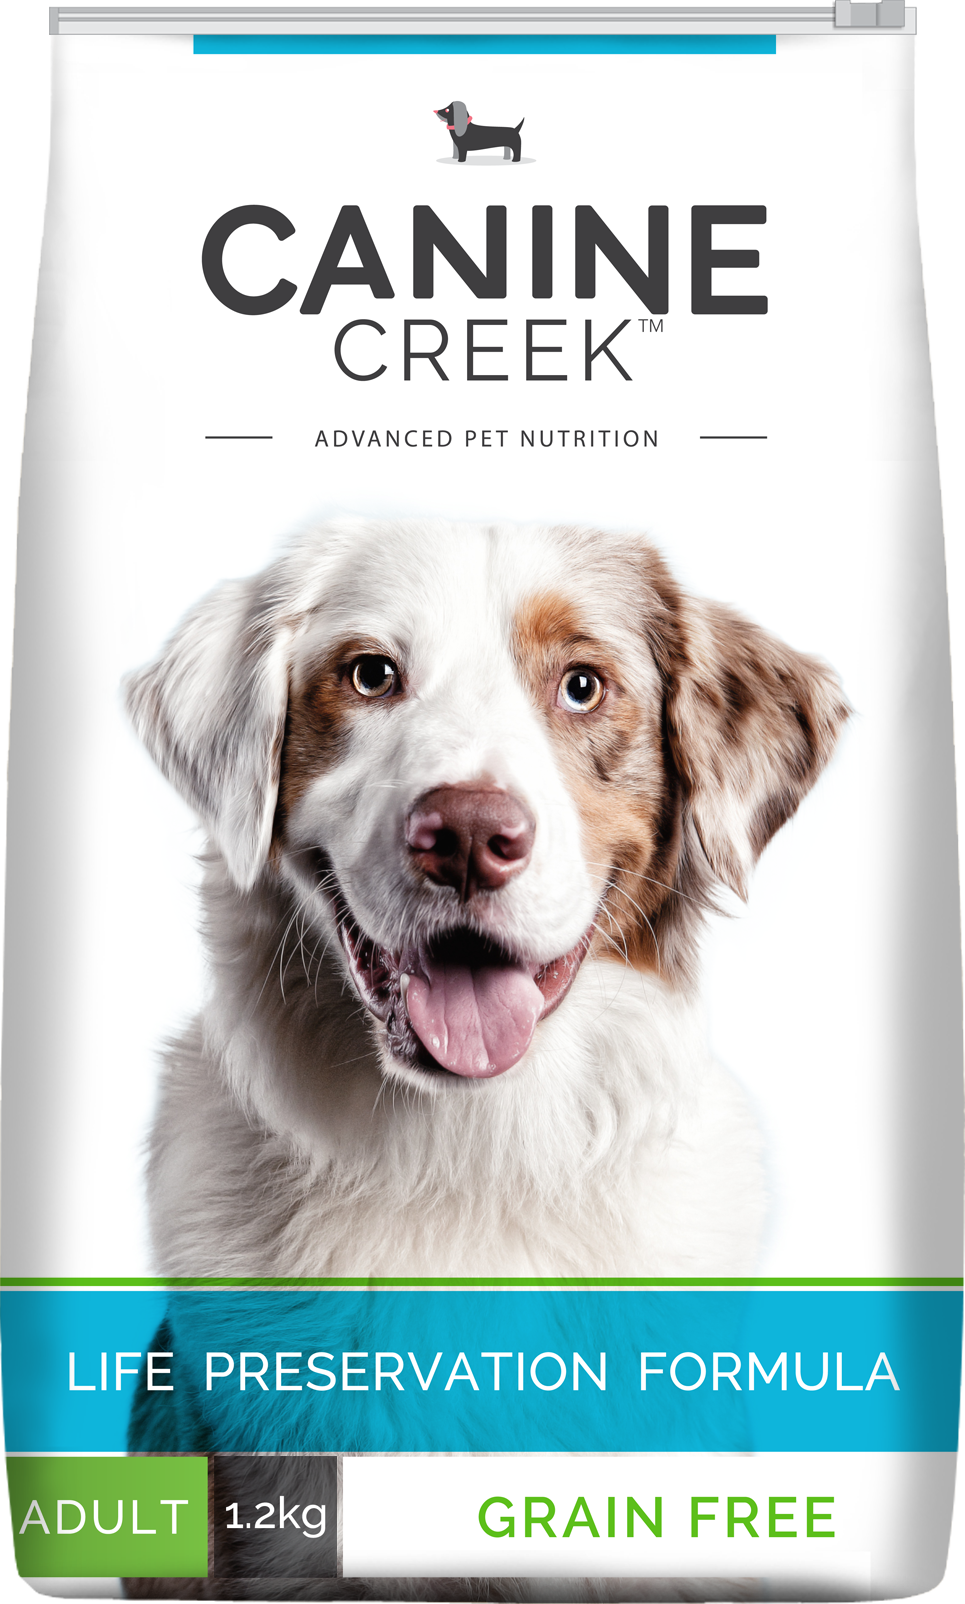 CANINE
CREEK™
ADVANCED PET NUTRITION
LIFE PRESERVATION FORMULA
ADULT
1.2kg
GRAIN FREE